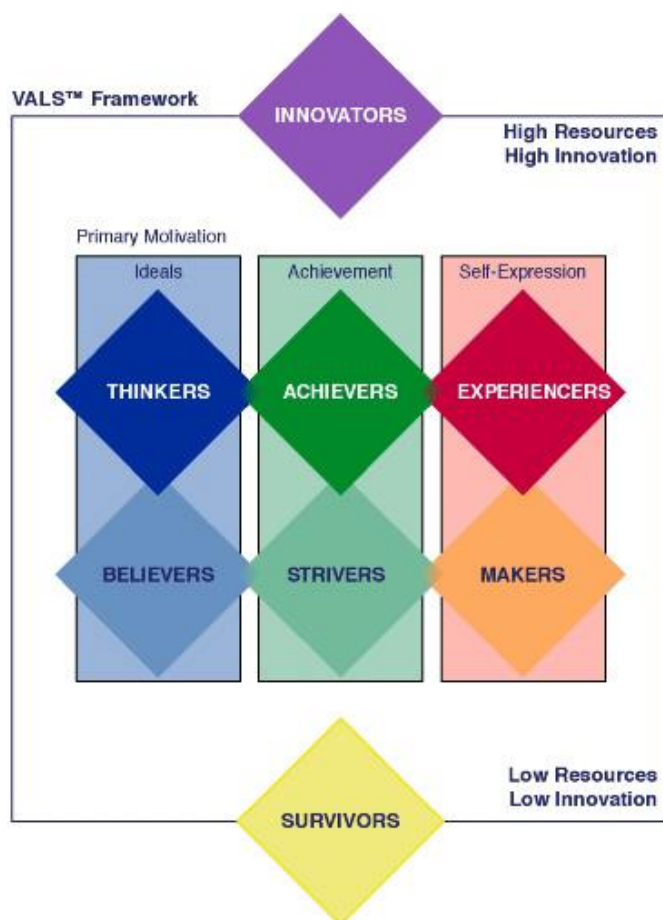 VALS™ Framework
INNOVATORS
High Resources
High Innovation
Primary Motivation
Ideals
Achievement
Self-Expression
THINKERS
ACHIEVERS
EXPERIENCERS
BELIEVERS
STRIVERS
MAKERS
Low Resources
Low Innovation
SURVIVORS